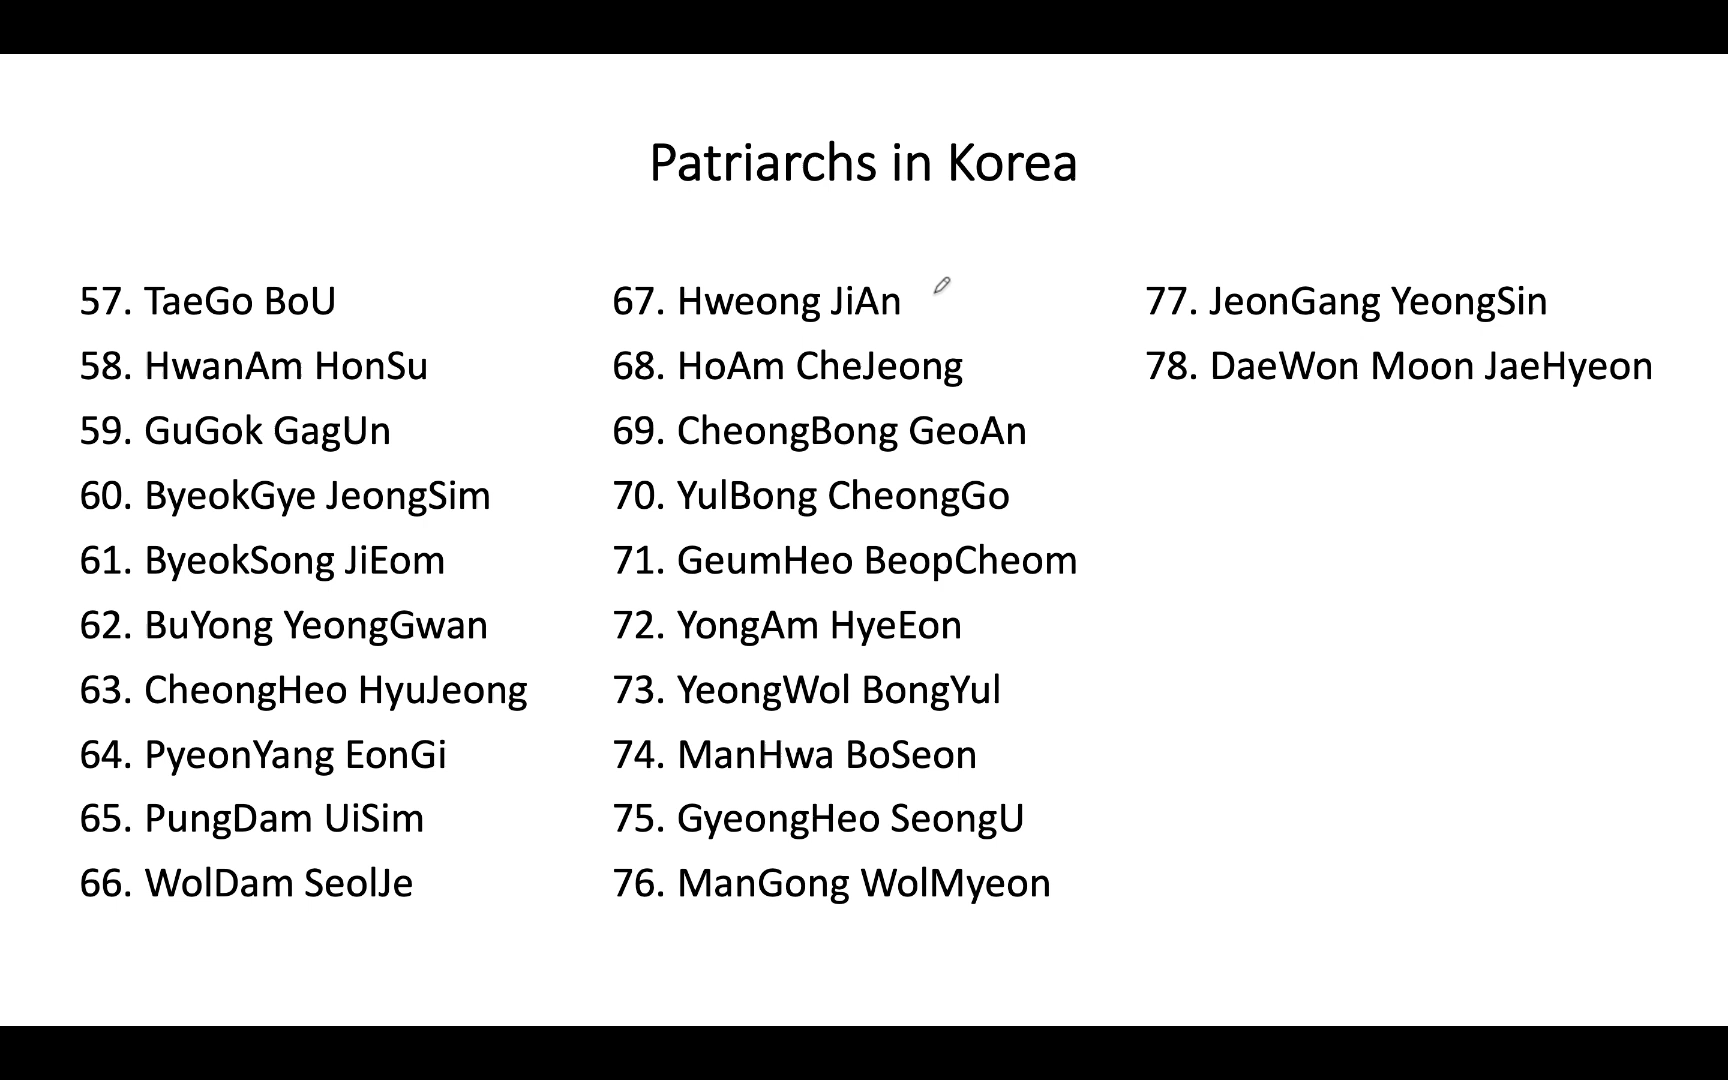 Patriarchs in Korea
57. TaeGo BoU
58. HwanAm HonSu
59. GuGok GagUn
60. ByeokGye JeongSim
61. ByeokSong JiEom
62. BuYong YeongGwan
63. CheongHeo HyuJeong
64. PyeonYang EonGi
65. PungDam UiSim
66. WolDam SeolJe
67. Hweong JiAn
68. HoAm CheJeong
69. CheongBong GeoAn
70. YulBong CheongGo
71. GeumHeo BeopCheom
72. YongAm HyeEon
73. YeongWol BongYul
74. ManHwa BoSeon
75. GyeongHeo SeongU
76. ManGong WolMyeon
77. JeonGang YeongSin
78. DaeWon Moon JaeHyeon